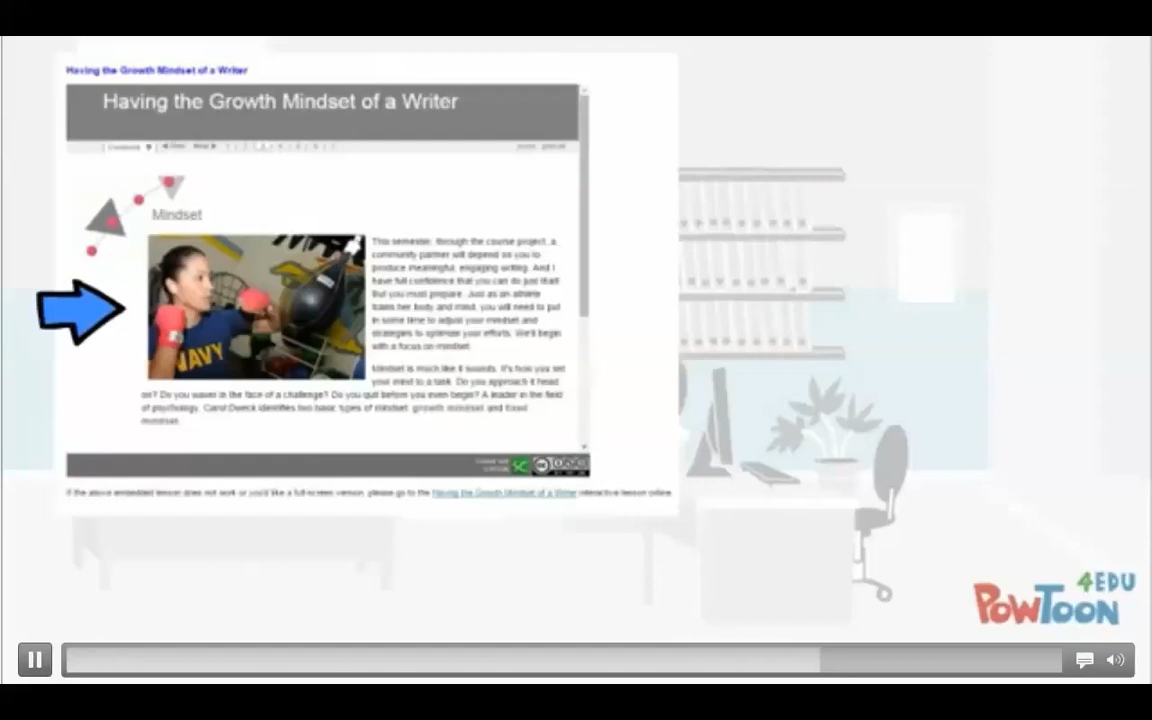 Having the Growth Mindset of a Writer
Having the Growth Mindset of a Writer
Mindset
This semester, through the course project, a
community partner will depend on you to
produce meaningful, engaging writing. And I
have full confidence that you can do just that!
But you must prepare. Just as an athlete
trains her body and mind, you will need to put
in some time to adjust your mindset and
strategies to optimize your efforts. We'll begin
with a focus on mindset.
NAVY
Mindset is much like it sounds. It's how you set
your mind to a task. Do you approach it head
on? Do you waver in the face of a challenge? Do you quit before you even begin? A leader in the field
of psychology, Carol Dweck identifies two basic types of mindset: growth mindset and fixed
mindset.
SC
If the above embedded lesson does not work or you'd like a full-screen version, please go to the Having the Growth Mindset of a Writer interactive lesson online.
4EDU
PowToon